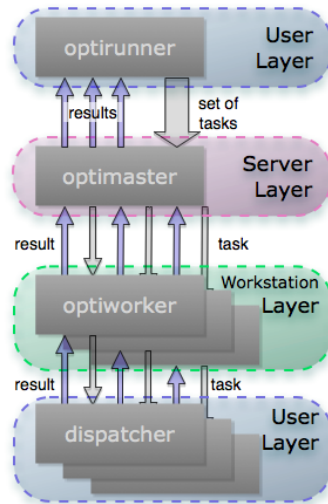 optirunner
User
Layer
results
set of
tasks
optimaster
Server
Layer
result
task
Workstation
optiworker
Layer
result
task
dispatcher
User
Layer